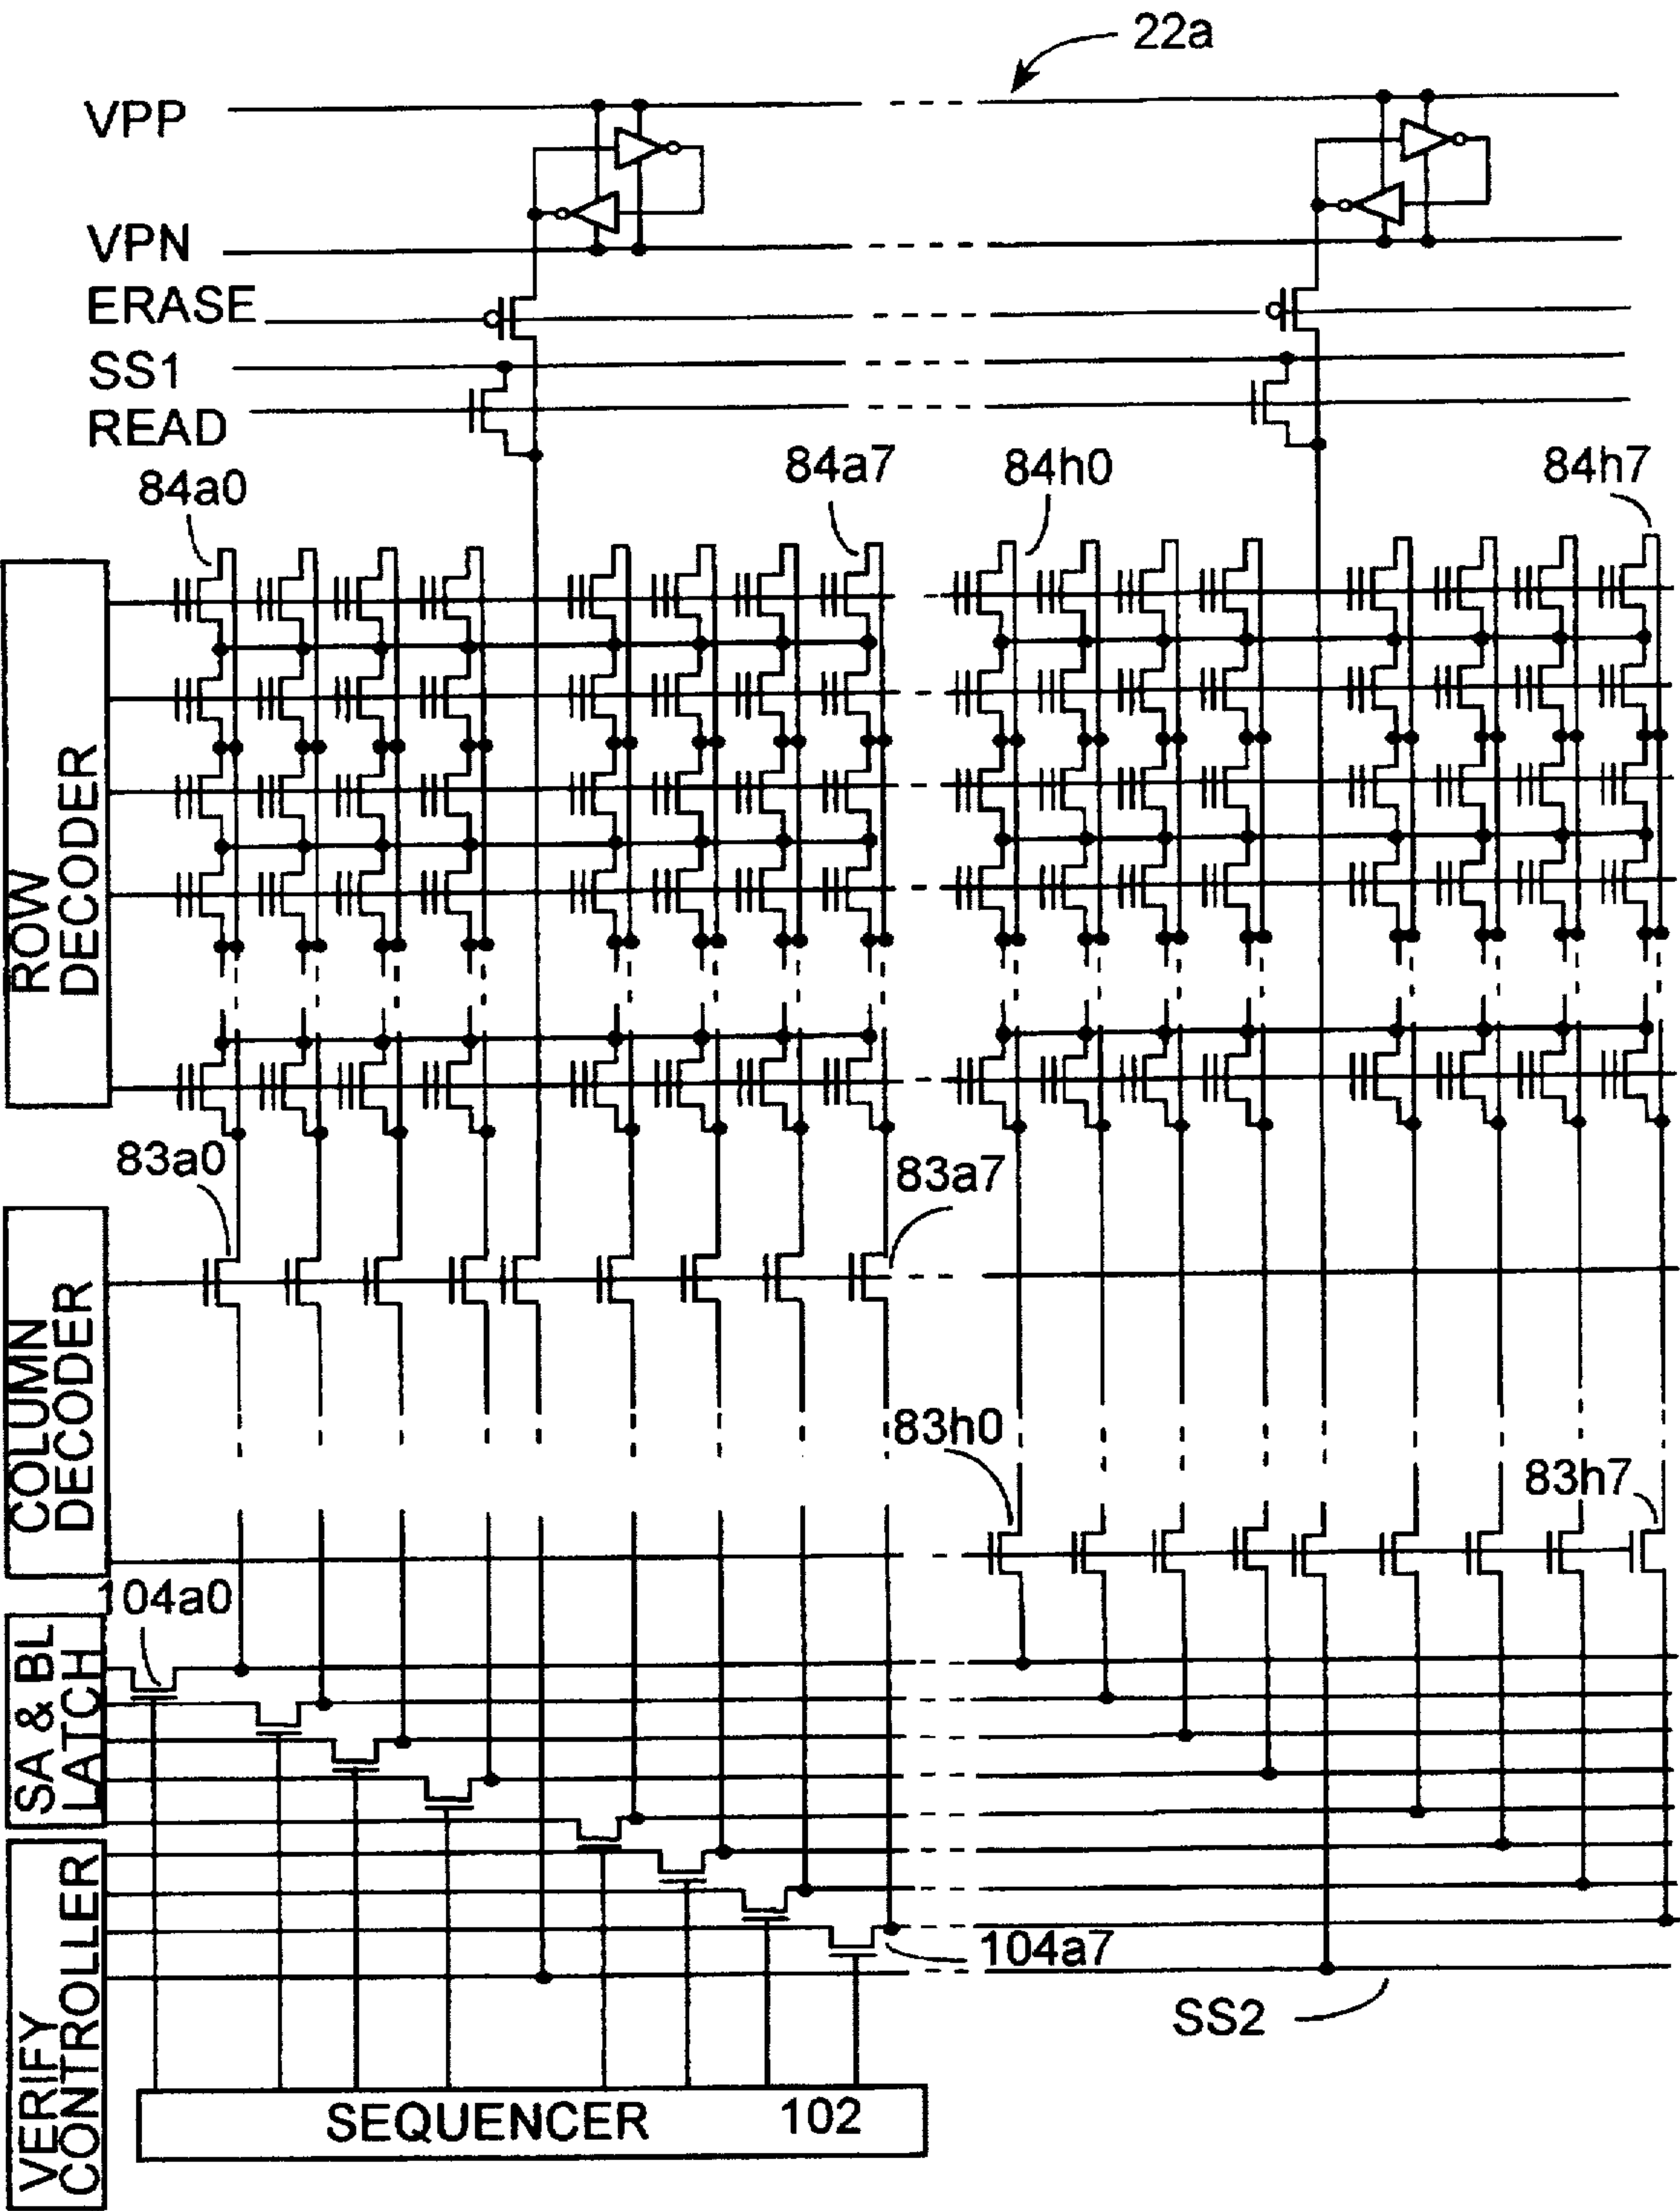 22a
VPP
VPN
ERASE
SS1
READ
84a0
84a7
84h0
84h7
ROW
DECODER
83a0
83a7
COLUMN
DECODER
83h0
83h7
104a0
SA & BL
LATCH
104a7
SS2
VERIFY
CONTROLLER
SEQUENCER 102